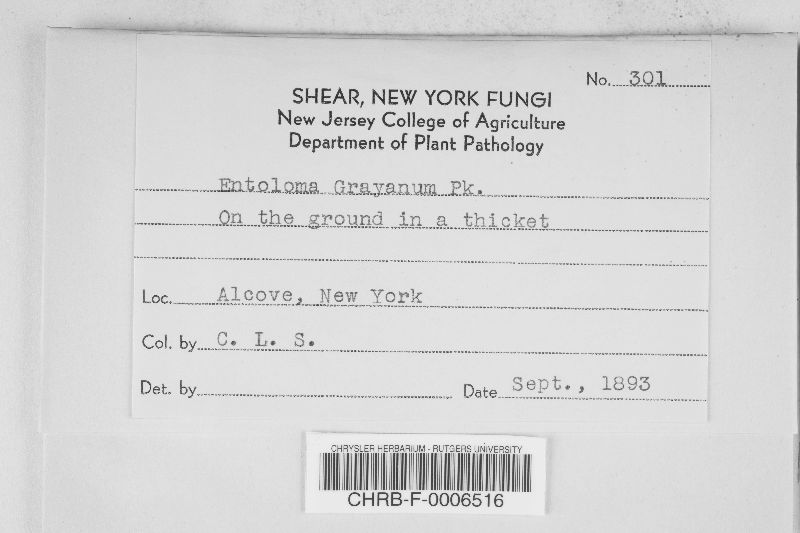 No. 301
SHEAR, NEW YORK FUNGI
New Jersey College of Agriculture
Department of Plant Pathology
Entoloma Grayanum Pk.
On the ground in a thicket
Loc. Alcove, New York
Col. by C. L. S.
Det. by Date Sept., 1893
CHRYSLER HERBARIUM - RUTGERS UNIVERSITY
CHRB-F-0006516